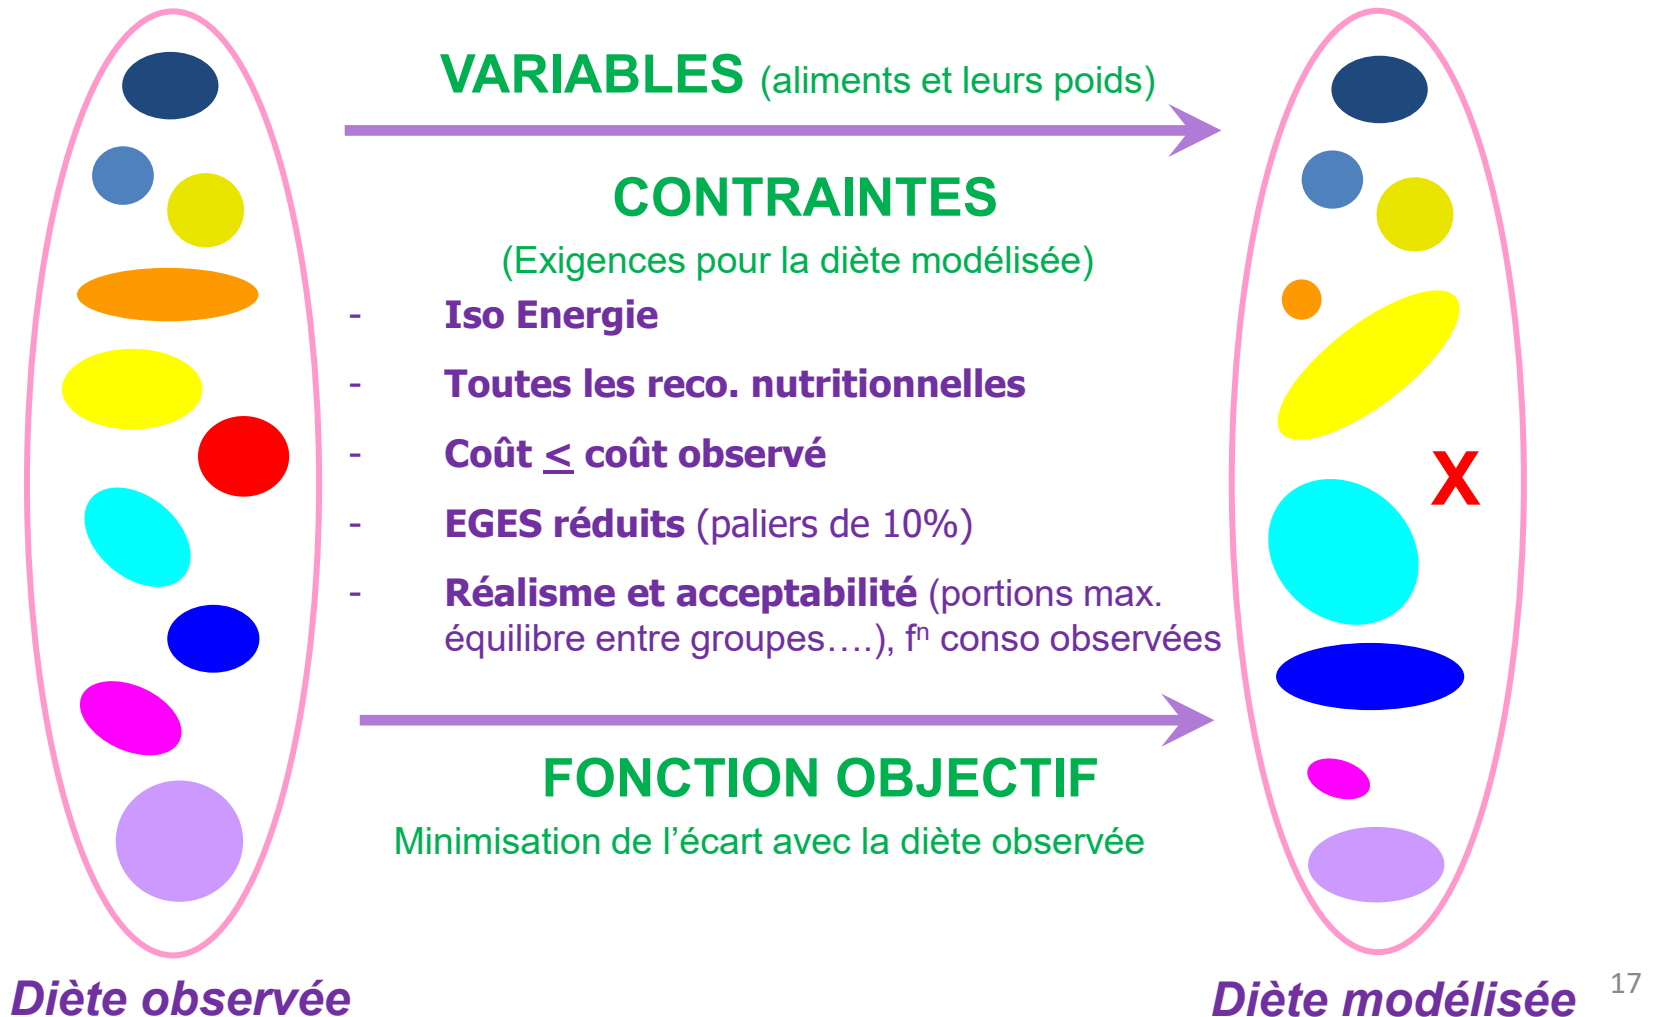 VARIABLES (aliments et leurs poids)
CONTRAINTES
(Exigences pour la diète modélisée)
- Iso Energie
- Toutes les reco. nutritionnelles
- Coût < coût observé
- EGES réduits (paliers de 10%)
- Réalisme et acceptabilité (portions max.
équilibre entre groupes….), fⁿ conso observées
X
FONCTION OBJECTIF
Minimisation de l’écart avec la diète observée
Diète observée
Diète modélisée
17